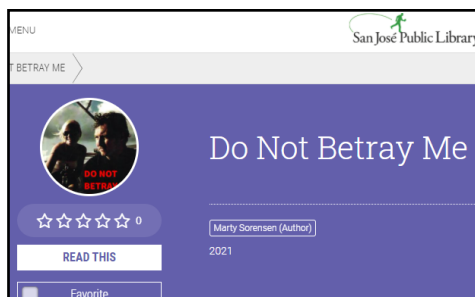 MENU
San José Public Library
T BETRAY ME
DO NOT
BETRAY
Do Not Betray Me
0
Marty Sorensen (Author)
2021
READ THIS
Favorite